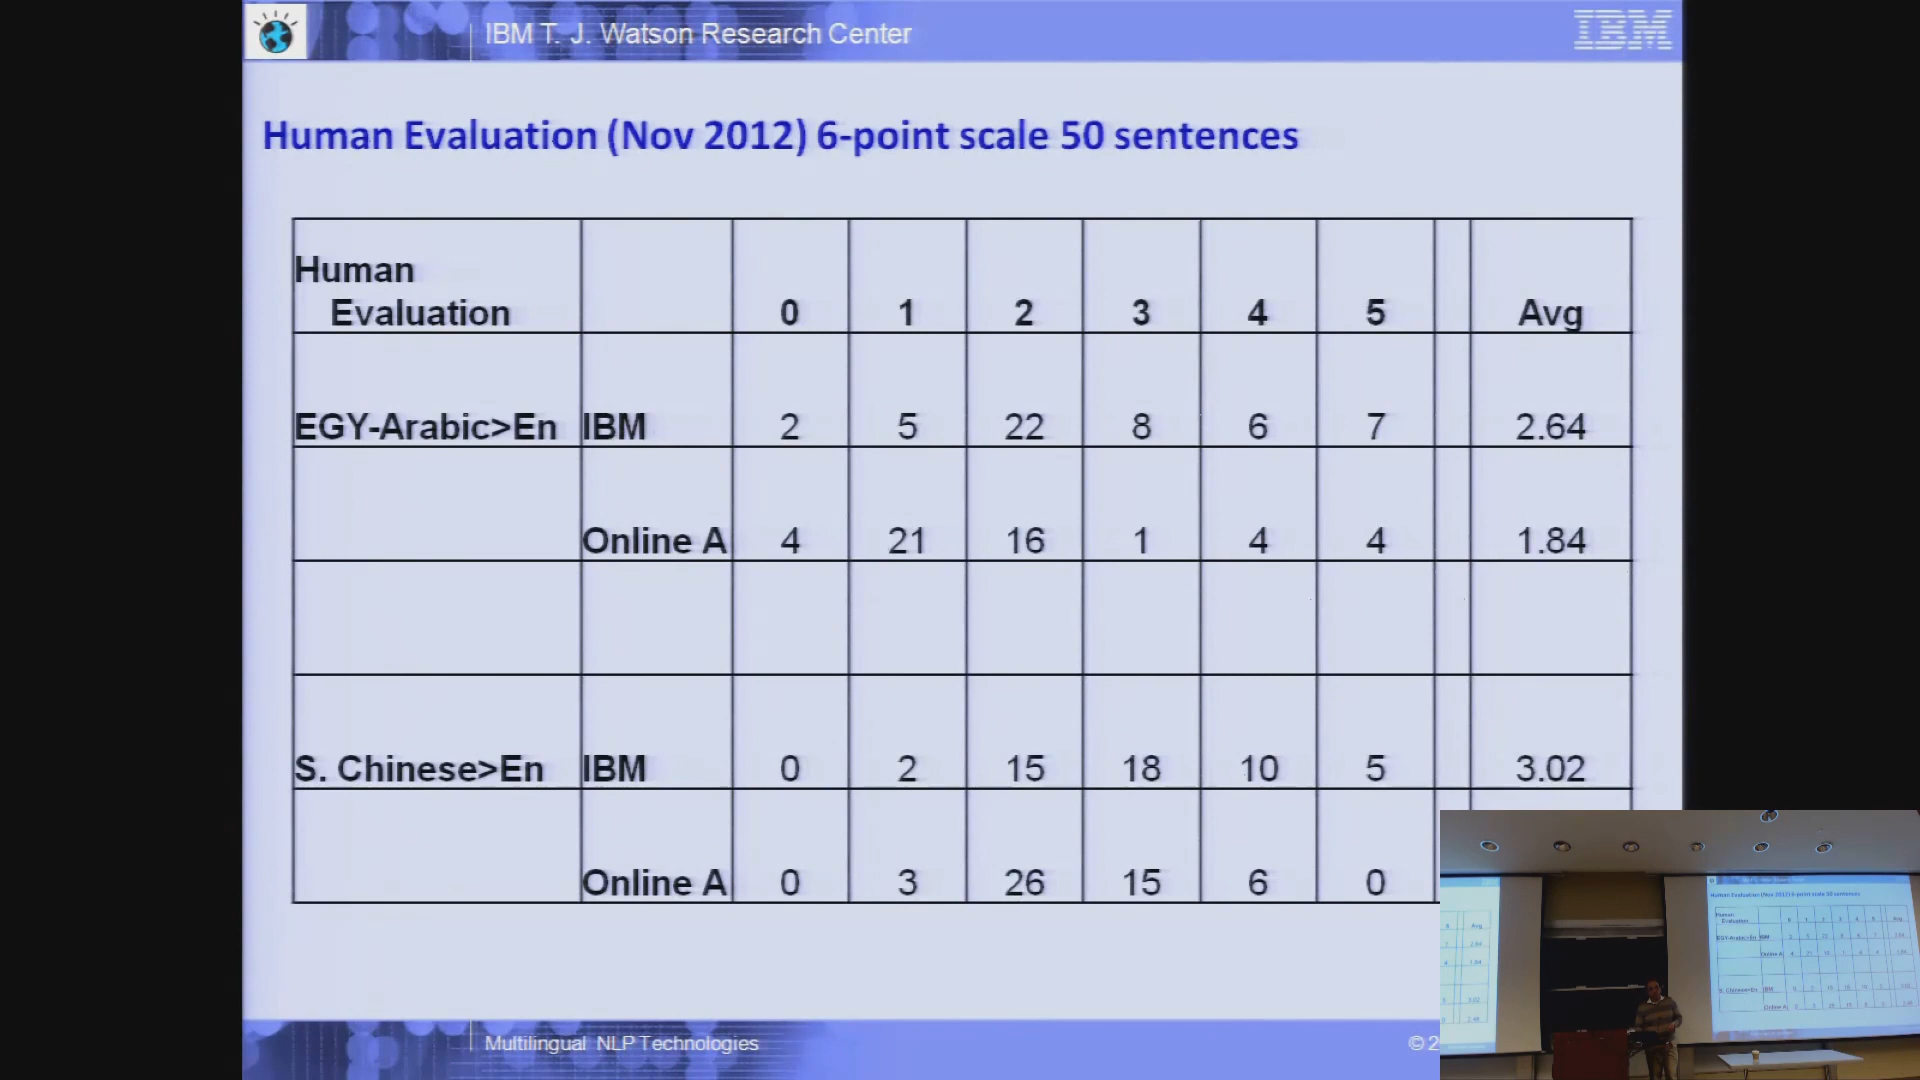 IBM T. J. Watson Research Center
IBM
Human Evaluation (Nov 2012) 6-point scale 50 sentences
Human
Evaluation 0 1 2 3 4 5 Avg
EGY-Arabic>En IBM 2 5 22 8 6 7 2.64
Online A 4 21 16 1 4 4 1.84
S. Chinese>En IBM 0 2 15 18 10 5 3.02
Online A 0 3 26 15 6 0
Multilingual NLP Technologies
© 2